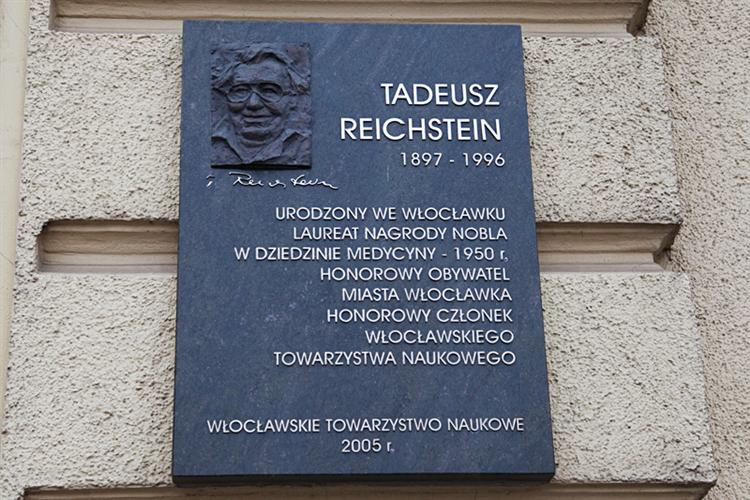 TADEUSZ
REICHSTEIN
1897 - 1996
URODZONY WE WŁOCŁAWKU
LAUREAT NAGRODY NOBLA
W DZIEDZINIE MEDYCYNY - 1950 r,
HONOROWY OBYWATEL
MIASTA WŁOCŁAWKA
HONOROWY CZŁONEK
WŁOCŁAWSKIEGO
TOWARZYSTWA NAUKOWEGO
WŁOCŁAWSKIE TOWARZYSTWO NAUKOWE
2005 r.